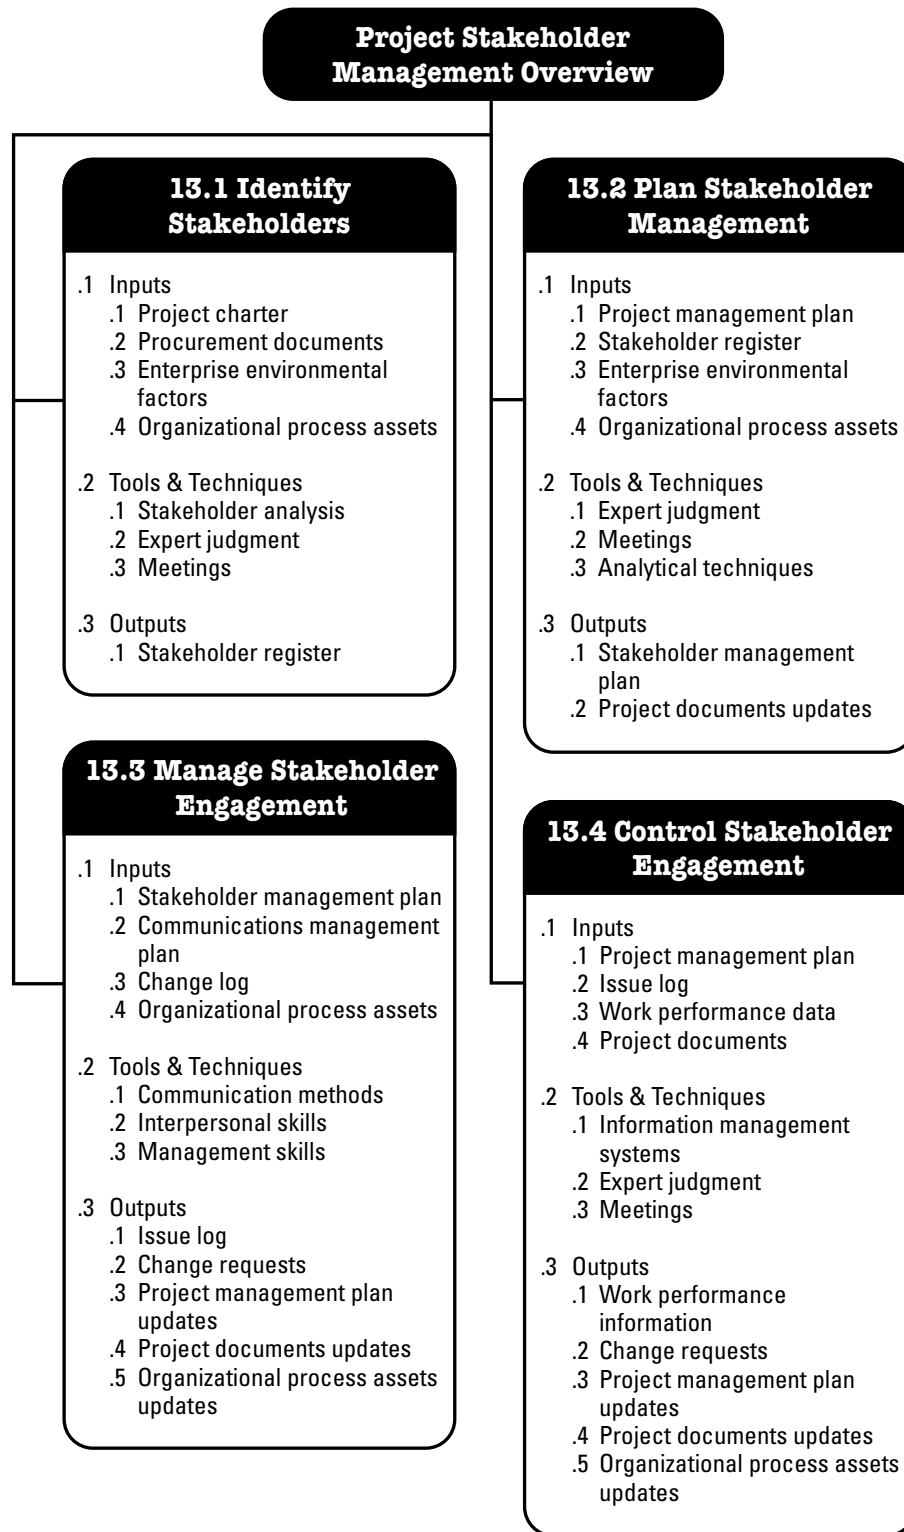 Project Stakeholder
Management Overview
13.1 Identify
Stakeholders
.1 Inputs
.1 Project charter
.2 Procurement documents
.3 Enterprise environmental
factors
.4 Organizational process assets
.2 Tools & Techniques
.1 Stakeholder analysis
.2 Expert judgment
.3 Meetings
.3 Outputs
.1 Stakeholder register
13.2 Plan Stakeholder
Management
.1 Inputs
.1 Project management plan
.2 Stakeholder register
.3 Enterprise environmental
factors
.4 Organizational process assets
.2 Tools & Techniques
.1 Expert judgment
.2 Meetings
.3 Analytical techniques
.3 Outputs
.1 Stakeholder management
plan
.2 Project documents updates
13.3 Manage Stakeholder
Engagement
.1 Inputs
.1 Stakeholder management plan
.2 Communications management
plan
.3 Change log
.4 Organizational process assets
.2 Tools & Techniques
.1 Communication methods
.2 Interpersonal skills
.3 Management skills
.3 Outputs
.1 Issue log
.2 Change requests
.3 Project management plan
updates
.4 Project documents updates
.5 Organizational process assets
updates
13.4 Control Stakeholder
Engagement
.1 Inputs
.1 Project management plan
.2 Issue log
.3 Work performance data
.4 Project documents
.2 Tools & Techniques
.1 Information management
systems
.2 Expert judgment
.3 Meetings
.3 Outputs
.1 Work performance
information
.2 Change requests
.3 Project management plan
updates
.4 Project documents updates
.5 Organizational process assets
updates